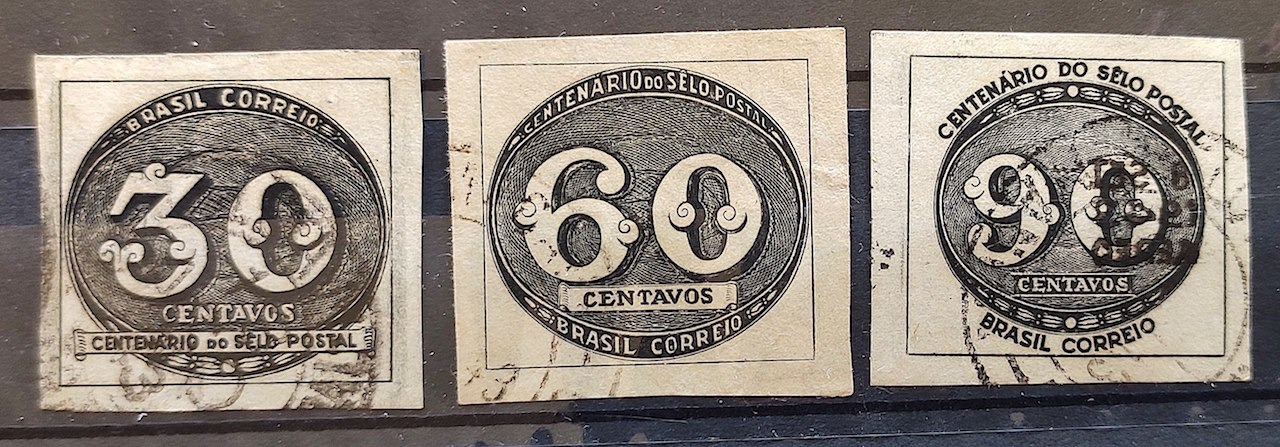 BRASIL CORREIO
30
CENTAVOS
CENTENÁRIO DO SÊLO POSTAL
CENTENÁRIO DO SÊLO POSTAL
60
CENTAVOS
BRASIL CORREIO
CENTENÁRIO DO SÊLO POSTAL
90
CENTAVOS
BRASIL CORREIO